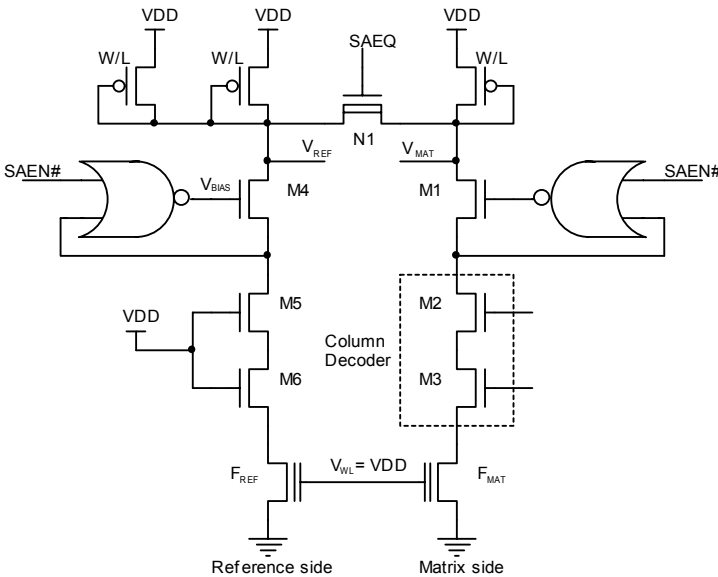 VDD VDD VDD
SAEQ
W/L W/L W/L
N1
VREF VMAT
SAEN# VBIAS M4 M1 SAEN#
M5 M2
VDD
Column
Decoder
M6 M3
FREF VWL = VDD FMAT
Reference side Matrix side